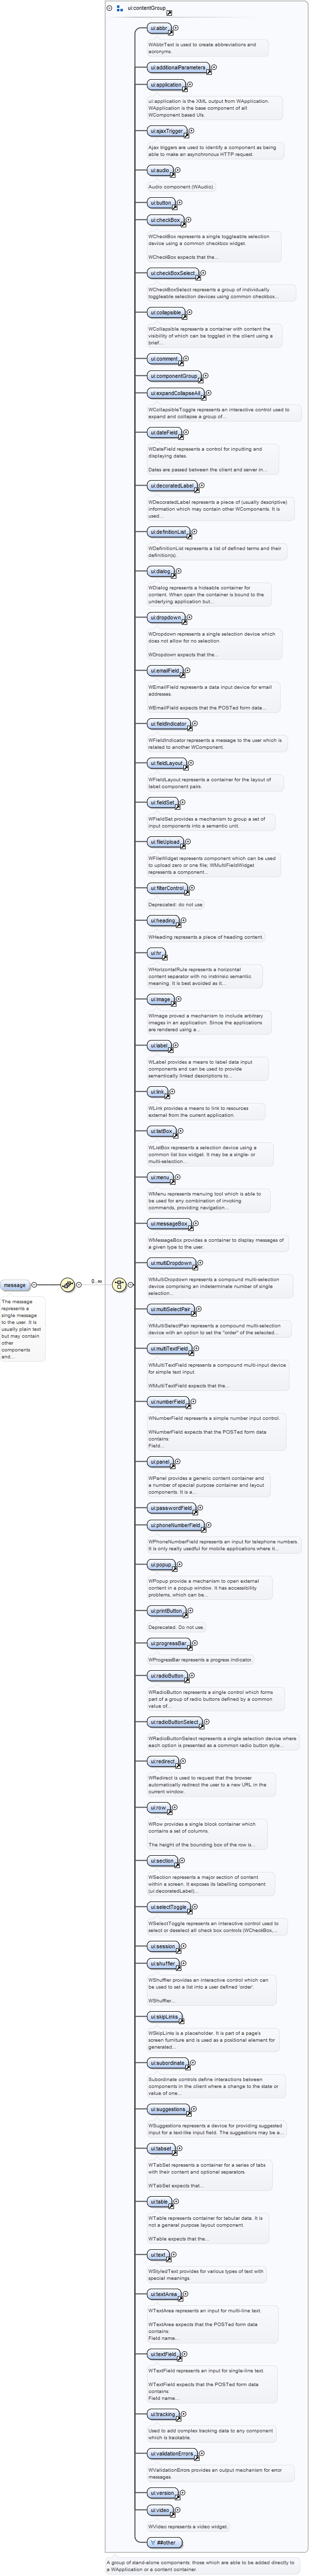 ui:contentGroup
ui:abbr
WAbbrText is used to create abbreviations and
acronyms.
ui:additionalParameters
ui:application
ui:application is the XML output from WApplication.
WApplication is the base component of all
WComponent based UIs.
ui:ajaxTrigger
Ajax triggers are used to identify a component as being
able to make an asynchronous HTTP request.
ui:audio
Audio component (WAudio).
ui:button
ui:checkBox
WCheckBox represents a single toggleable selection
device using a common checkbox widget.
WCheckBox expects that the...
ui:checkBoxSelect
WCheckBoxSelect represents a group of individually
toggleable selection devices using common checkbox...
ui:collapsible
WCollapsible represents a container with content the
visibility of which can be toggled in the client using a
brief...
ui:comment
ui:componentGroup
ui:expandCollapseAll
WCollapsibleToggle represents an interactive control used to
expand and collapse a group of...
ui:dateField
WDateField represents a control for inputting and
displaying dates.
Dates are passed between the client and server in...
ui:decoratedLabel
WDecoratedLabel represents a piece of (usually descriptive)
information which may contain other WComponents. It is
used...
ui:definitionList
WDefinitionList represents a list of defined terms and their
definition(s).
ui:dialog
WDialog represents a hideable container for
content. When open the container is bound to the
underlying application but...
ui:dropdown
WDropdown represents a single selection device which
does not allow for no selection.
WDropdown expects that the...
ui:emailField
WEmailField represents a data input device for email
addresses.
WEmailField expects that the POSTed form data...
ui:fieldIndicator
WFieldIndicator represents a message to the user which is
related to another WComponent.
ui:fieldLayout
WFieldLayout represents a container for the layout of
label:component pairs.
ui:fieldSet
WFieldSet provides a mechanism to group a set of
input components into a semantic unit.
ui:fileUpload
WFileWidget represents component which can be used
to upload zero or one file; WMultiFileWidget
represents a component...
ui:filterControl
Deprecated: do not use
ui:heading
WHeading represents a piece of heading content.
ui:hr
WHorizontalRule represents a horizontal
content separator with no instrinsic semantic
meaning. It is best avoided as it...
ui:image
WImage proved a mechanism to include arbitrary
images in an application. Since the applications
are rendered using a...
ui:label
WLabel provides a means to label data input
components and can be used to provide
semantically linked descriptions to...
ui:link
WLink provides a means to link to resources
external from the current application.
ui:listBox
WListBox represents a selection device using a
common list box widget. It may be a single- or
multi-selection...
ui:menu
WMenu represents menuing tool which is able to
be used for any combination of invoking
commands, providing navigation...
ui:messageBox
WMessageBox provides a container to display messages of
a given type to the user.
ui:multiDropdown
WMultiDropdown represents a compound multi-selection
device comprising an indeterminate number of single
selection...
message
0..∞
The message
represents a
single message
to the user. It is
usually plain text
but may contain
other
components
and...
ui:multiSelectPair
WMultiSelectPair represents a compound multi-selection
device with an option to set the "order" of the selected...
ui:multiTextField
WMultiTextField represents a compound multi-input device
for simple text input.
WMultiTextField expects that the...
ui:numberField
WNumberField represents a simple number input control.
WNumberField expects that the POSTed form data
contains:
Field...
ui:panel
WPanel provides a generic content container and
a number of special purpose container and layout
components. It is a...
ui:passwordField
ui:phoneNumberField
WPhoneNumberField represents an input for telephone numbers.
It is only really usedful for mobile applications where it...
ui:popup
WPopup provide a mechanism to open external
content in a popup window. It has accessibility
problems, which can be...
ui:printButton
Deprecated. Do not use.
ui:progressBar
WProgressBar represents a progress indicator.
ui:radioButton
WRadioButton represents a single control which forms
part of a group of radio buttons defined by a common
value of...
ui:radioButtonSelect
WRadioButtonSelect represents a single selection device where
each option is presented as a common radio button style...
ui:redirect
WRedirect is used to request that the browser
automatically redirect the user to a new URL in the
current window.
ui:row
WRow provides a single block container which
contains a set of columns.
The height of the bounding box of the row is...
ui:section
WSection represents a major section of content
within a screen. It exposes its labelling component
(ui:decoratedLabel)...
ui:selectToggle
WSelectToggle represents an interactive control used to
select or deselect all check box controls (WCheckBox,...
ui:session
ui:shuffler
WShuffler provides an interactive control which can
be used to set a list into a user defined 'order'.
WShuffler...
ui:skipLinks
WSkipLinks is a placeholder. It is part of a page's
screen furniture and is used as a positional element for
generated...
ui:subordinate
Subordinate controls define interactions between
components in the client where a change to the state or
value of one...
ui:suggestions
WSuggestions represents a device for providing suggested
input for a text-like input field. The suggestions may be a...
ui:tabset
WTabSet represents a container for a series of tabs
with their content and optional separators.
WTabSet expects that...
ui:table
WTable represents container for tabular data. It is
not a general purpose layout component.
WTable expects that the...
ui:text
WStyledText provides for various types of text with
special meanings.
ui:textArea
WTextArea represents an input for multi-line text.
WTextArea expects that the POSTed form data
contains:
Field name...
ui:textField
WTextField represents an input for single-line text.
WTextField expects that the POSTed form data
contains:
Field name...
ui:tracking
Used to add complex tracking data to any component
which is trackable.
ui:validationErrors
WValidationErrors provides an output mechanism for error
messages.
ui:version
ui:video
WVideo represents a video widget.
##other
A group of stand-alone components: those which are able to be added directly to
a WApplication or a content container.